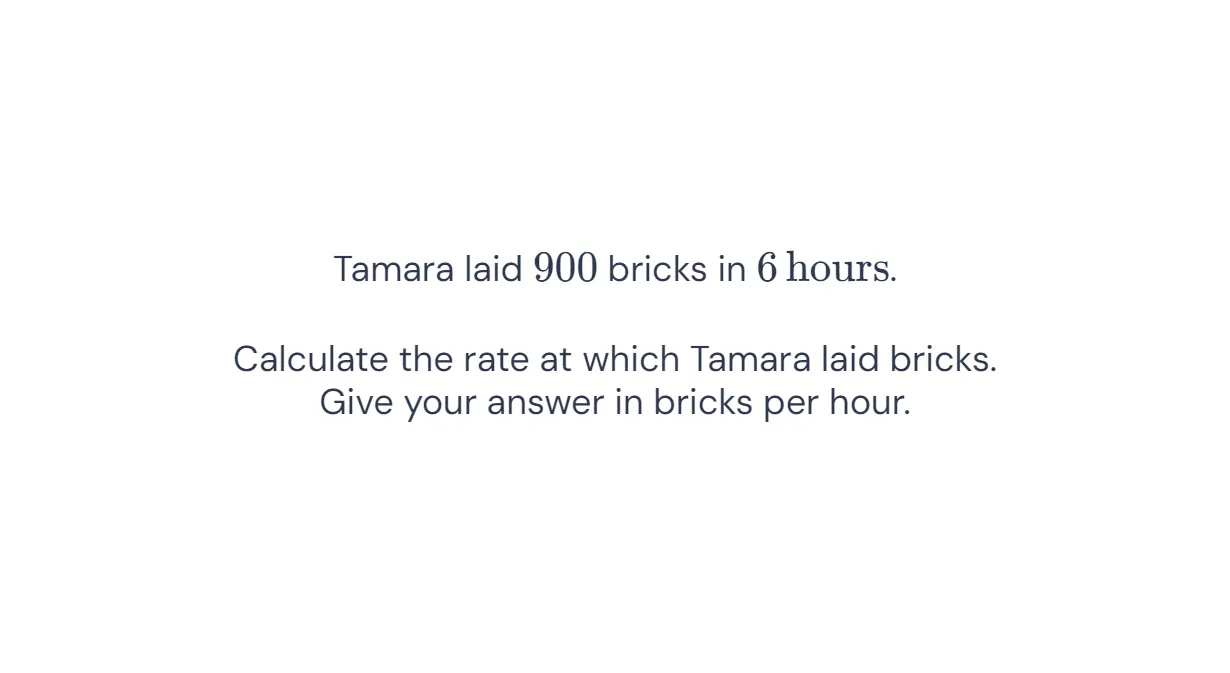 Tamara laid 900 bricks in 6 hours.
Calculate the rate at which Tamara laid bricks.
Give your answer in bricks per hour.